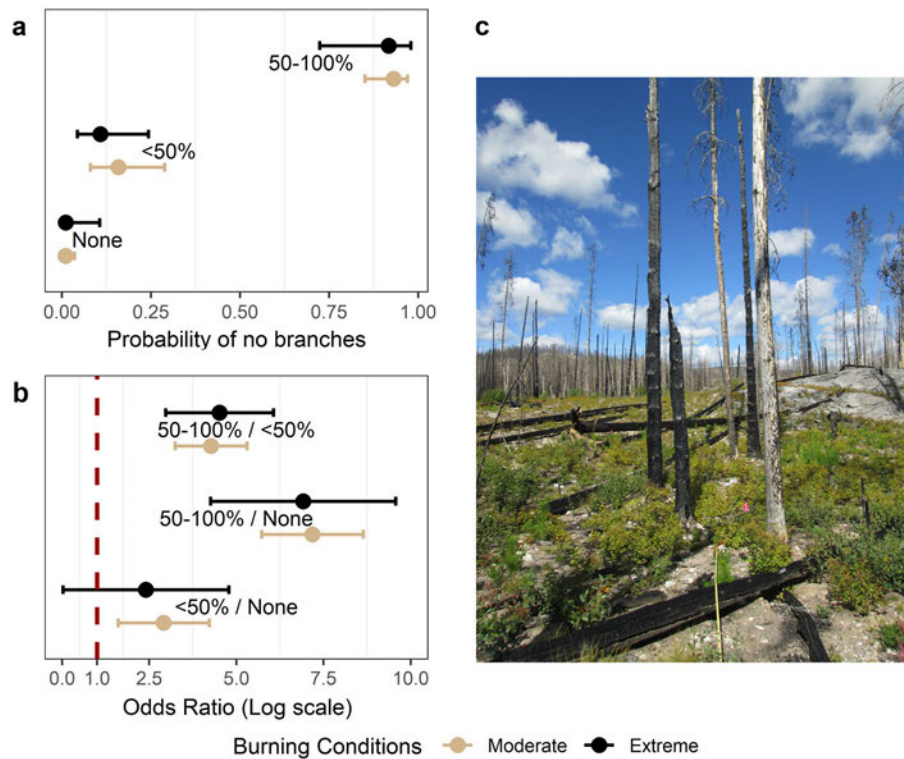 a
50-100%
<50%
None
0.00 0.25 0.50 0.75 1.00
Probability of no branches
b
50-100% / <50%
50-100% / None
<50% / None
0.0 1.0 2.5 5.0 7.5 10.0
Odds Ratio (Log scale)
c
Burning Conditions Moderate Extreme